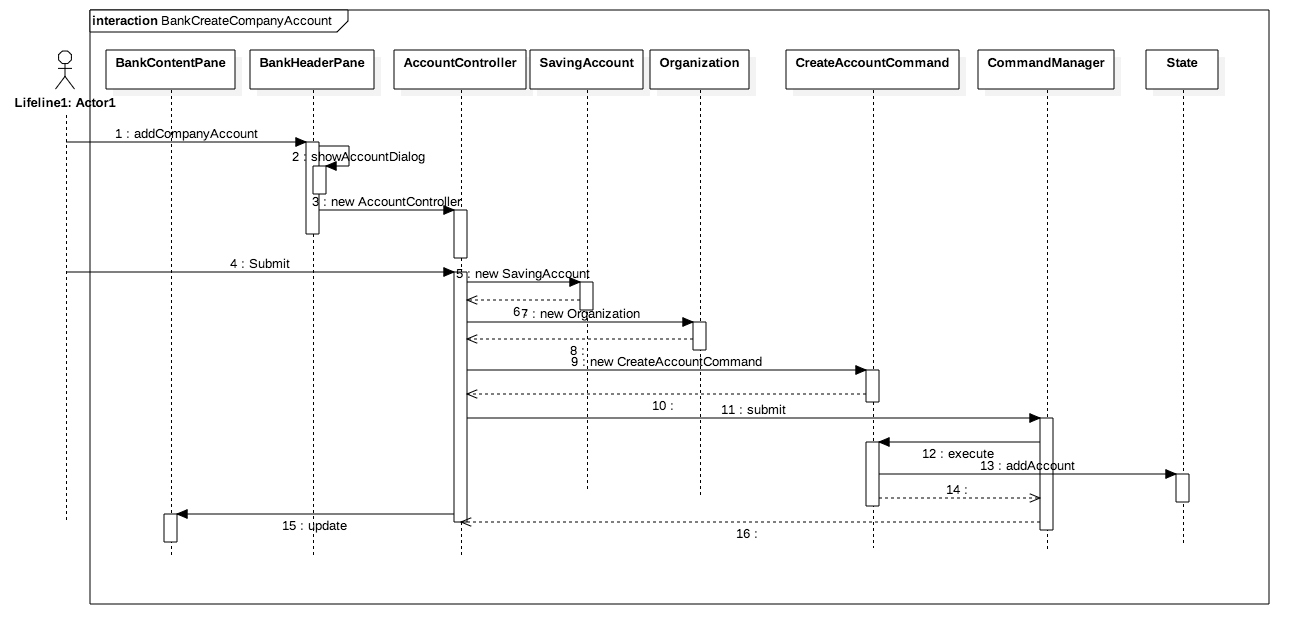 interaction BankCreateCompanyAccount
BankContentPane
BankHeaderPane
AccountController
SavingAccount
Organization
CreateAccountCommand
CommandManager
State
Lifeline1: Actor1
1 : addCompanyAccount
2 : showAccountDialog
3 : new AccountController
4 : Submit
5 : new SavingAccount
6 :
7 : new Organization
8 :
9 : new CreateAccountCommand
10 :
11 : submit
12 : execute
13 : addAccount
14 :
15 : update
16 :